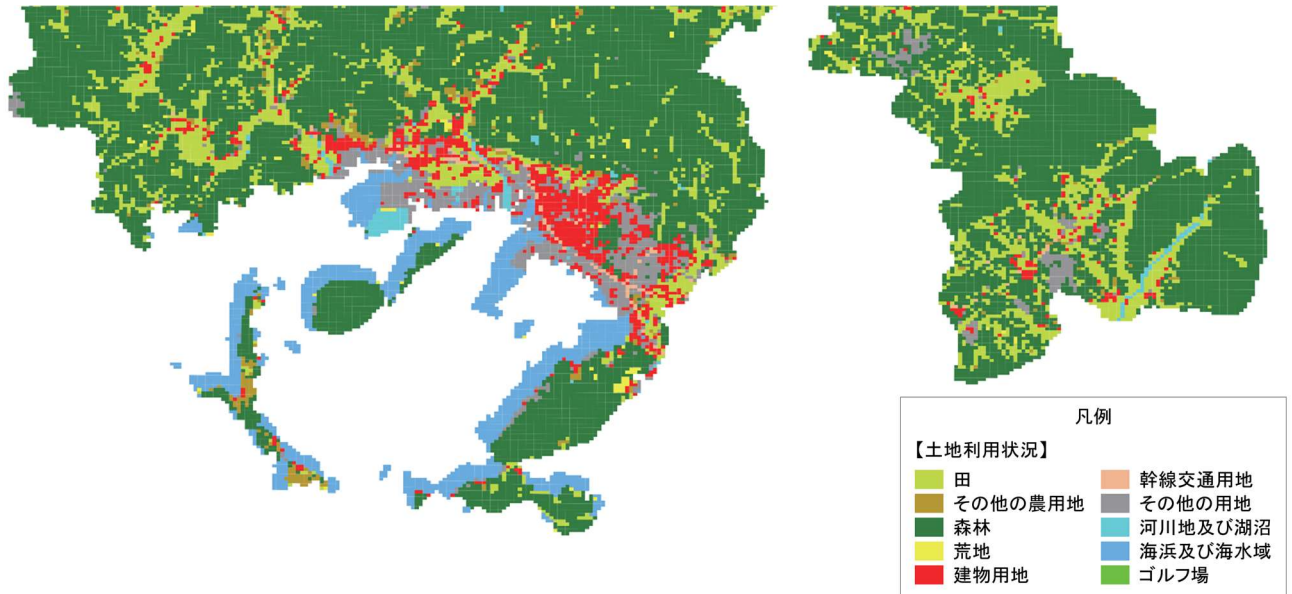 凡例
【土地利用状況】
田
その他の農用地
森林
荒地
建物用地
幹線交通用地
その他の用地
河川地及び湖沼
海浜及び海水域
ゴルフ場